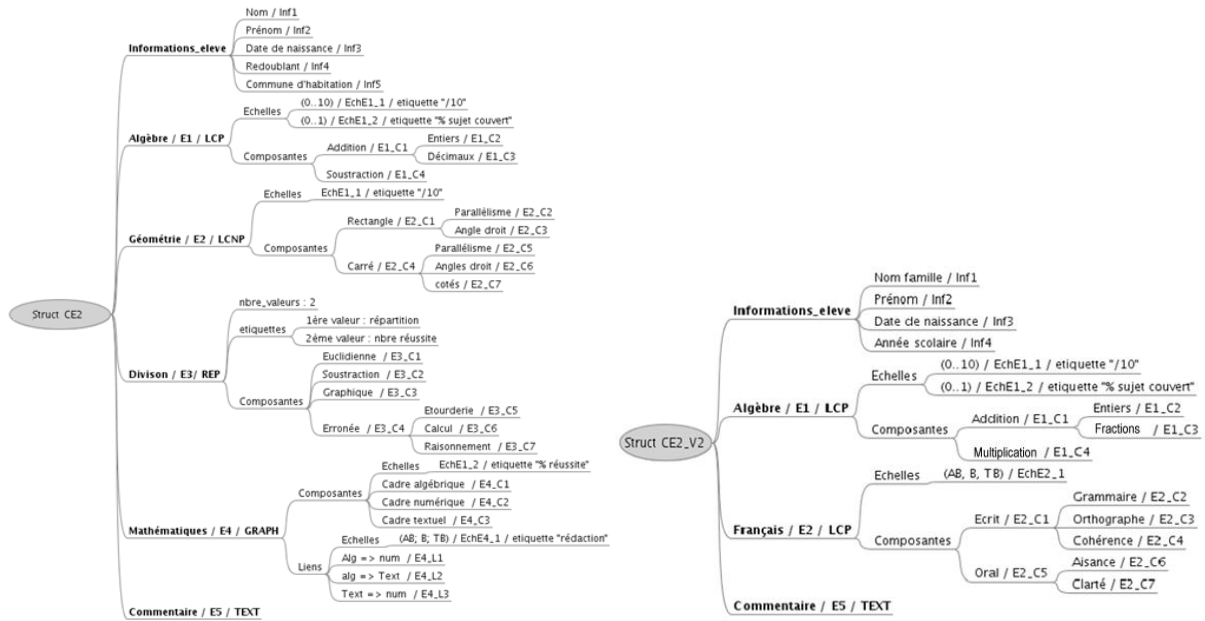 Struct CE2
Informations_eleve
Nom / Inf1
Prénom / Inf2
Date de naissance / Inf3
Redoublant / Inf4
Commune d'habitation / Inf5
Algèbre / E1 / LCP
Echelles
(0..10) / EchE1_1 / etiquette "/10"
(0..1) / EchE1_2 / etiquette "% sujet couvert"
Composantes
Addition / E1_C1
Entiers / E1_C2
Décimaux / E1_C3
Soustraction / E1_C4
Géométrie / E2 / LCNP
Echelles
EchE1_1 / etiquette "/10"
Composantes
Rectangle / E2_C1
Parallélisme / E2_C2
Angle droit / E2_C3
Carré / E2_C4
Parallélisme / E2_C5
Angles droit / E2_C6
cotés / E2_C7
Divison / E3/ REP
nbre_valeurs : 2
etiquettes
1ère valeur : répartition
2ème valeur : nbre réussite
Composantes
Euclidienne / E3_C1
Soustraction / E3_C2
Graphique / E3_C3
Erronée / E3_C4
Etourderie / E3_C5
Calcul / E3_C6
Raisonnement / E3_C7
Mathématiques / E4 / GRAPH
Composantes
Echelles
EchE1_2 / etiquette "% réussite"
Cadre algébrique / E4_C1
Cadre numérique / E4_C2
Cadre textuel / E4_C3
Liens
Echelles
(AB; B; TB) / EchE4_1 / etiquette "rédaction"
Alg => num / E4_L1
alg => Text / E4_L2
Text => num / E4_L3
Commentaire / E5 / TEXT
Struct CE2_V2
Informations_eleve
Nom famille / Inf1
Prénom / Inf2
Date de naissance / Inf3
Année scolaire / Inf4
Algèbre / E1 / LCP
Echelles
(0..10) / EchE1_1 / etiquette "/10"
(0..1) / EchE1_2 / etiquette "% sujet couvert"
Composantes
Addition / E1_C1
Entiers / E1_C2
Fractions / E1_C3
Multiplication / E1_C4
Français / E2 / LCP
Echelles
(AB, B, TB) / EchE2_1
Composantes
Ecrit / E2_C1
Grammaire / E2_C2
Orthographe / E2_C3
Cohérence / E2_C4
Oral / E2_C5
Aisance / E2_C6
Clarté / E2_C7
Commentaire / E5 / TEXT